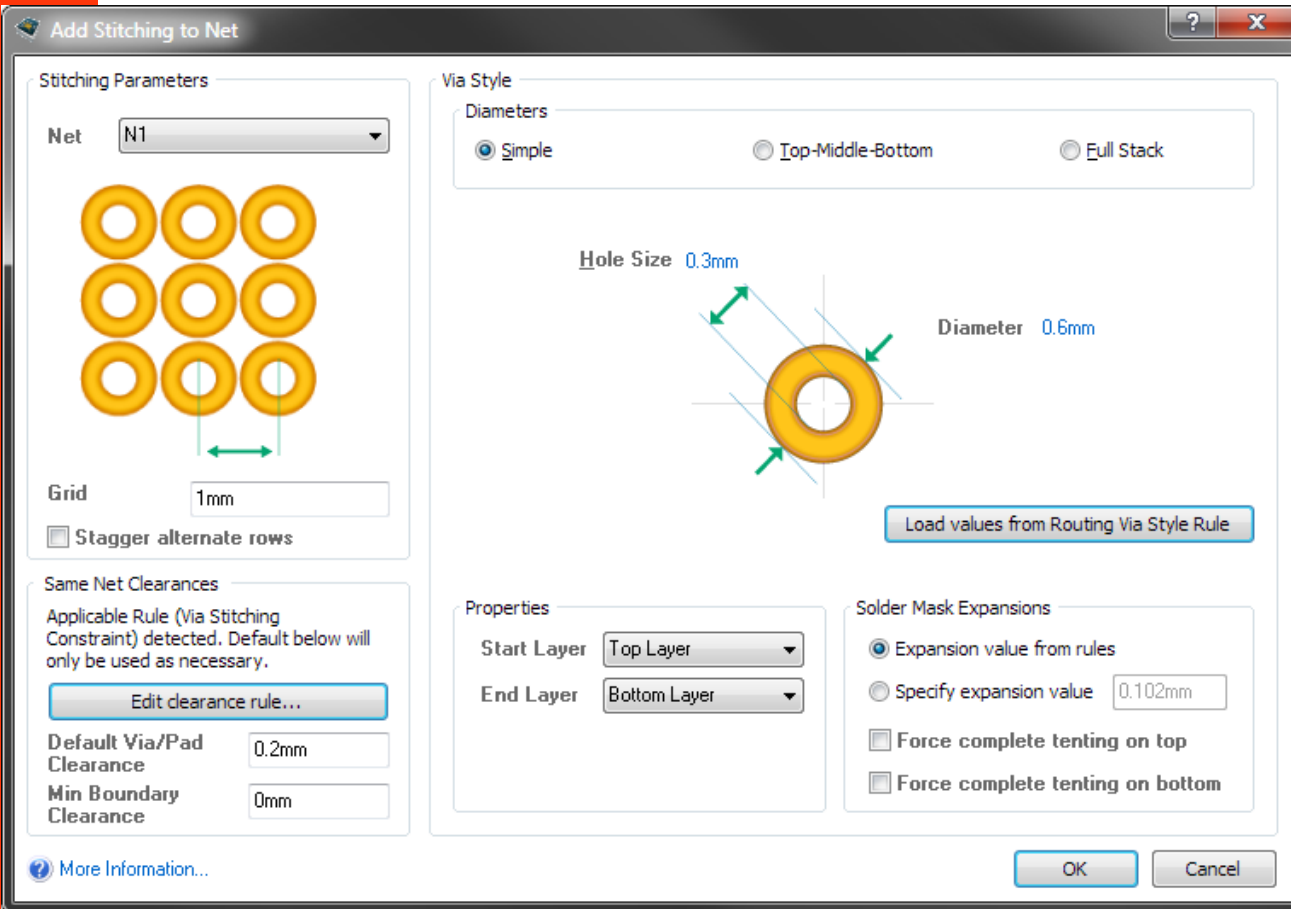 Add Stitching to Net
?
X
Stitching Parameters
Net
N1
Grid
1mm
Stagger alternate rows
Same Net Clearances
Applicable Rule (Via Stitching
Constraint) detected. Default below will
only be used as necessary.
Edit clearance rule...
Default Via/Pad
Clearance
0.2mm
Min Boundary
Clearance
0mm
Via Style
Diameters
Simple
Top-Middle-Bottom
Full Stack
Hole Size 0.3mm
Diameter 0.6mm
Load values from Routing Via Style Rule
Properties
Start Layer
Top Layer
End Layer
Bottom Layer
Solder Mask Expansions
Expansion value from rules
Specify expansion value
0.102mm
Force complete tenting on top
Force complete tenting on bottom
? More Information...
OK
Cancel